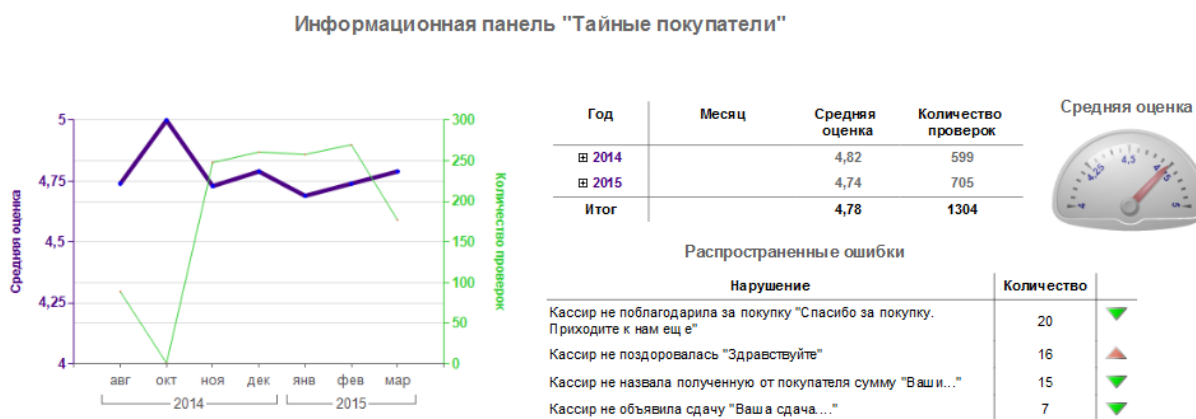 Информационная панель "Тайные покупатели"
5
4,75
4,5
4,25
4
Средняя оценка
300
250
200
150
100
50
0
Количество проверок
авг окт ноя дек янв фев мар
2014 2015
Год Месяц Средняя оценка Количество проверок
2014 4,82 599
2015 4,74 705
Итог 4,78 1304
Средняя оценка
4 4,25 4,5 4,75 5
Распространенные ошибки
Нарушение Количество
Кассир не поблагодарила за покупку "Спасибо за покупку.
Приходите к нам еще" 20
Кассир не поздоровалась "Здравствуйте" 16
Кассир не назвала полученную от покупателя сумму "Ваши..." 15
Кассир не объявила сдачу "Ваша сдача...." 7